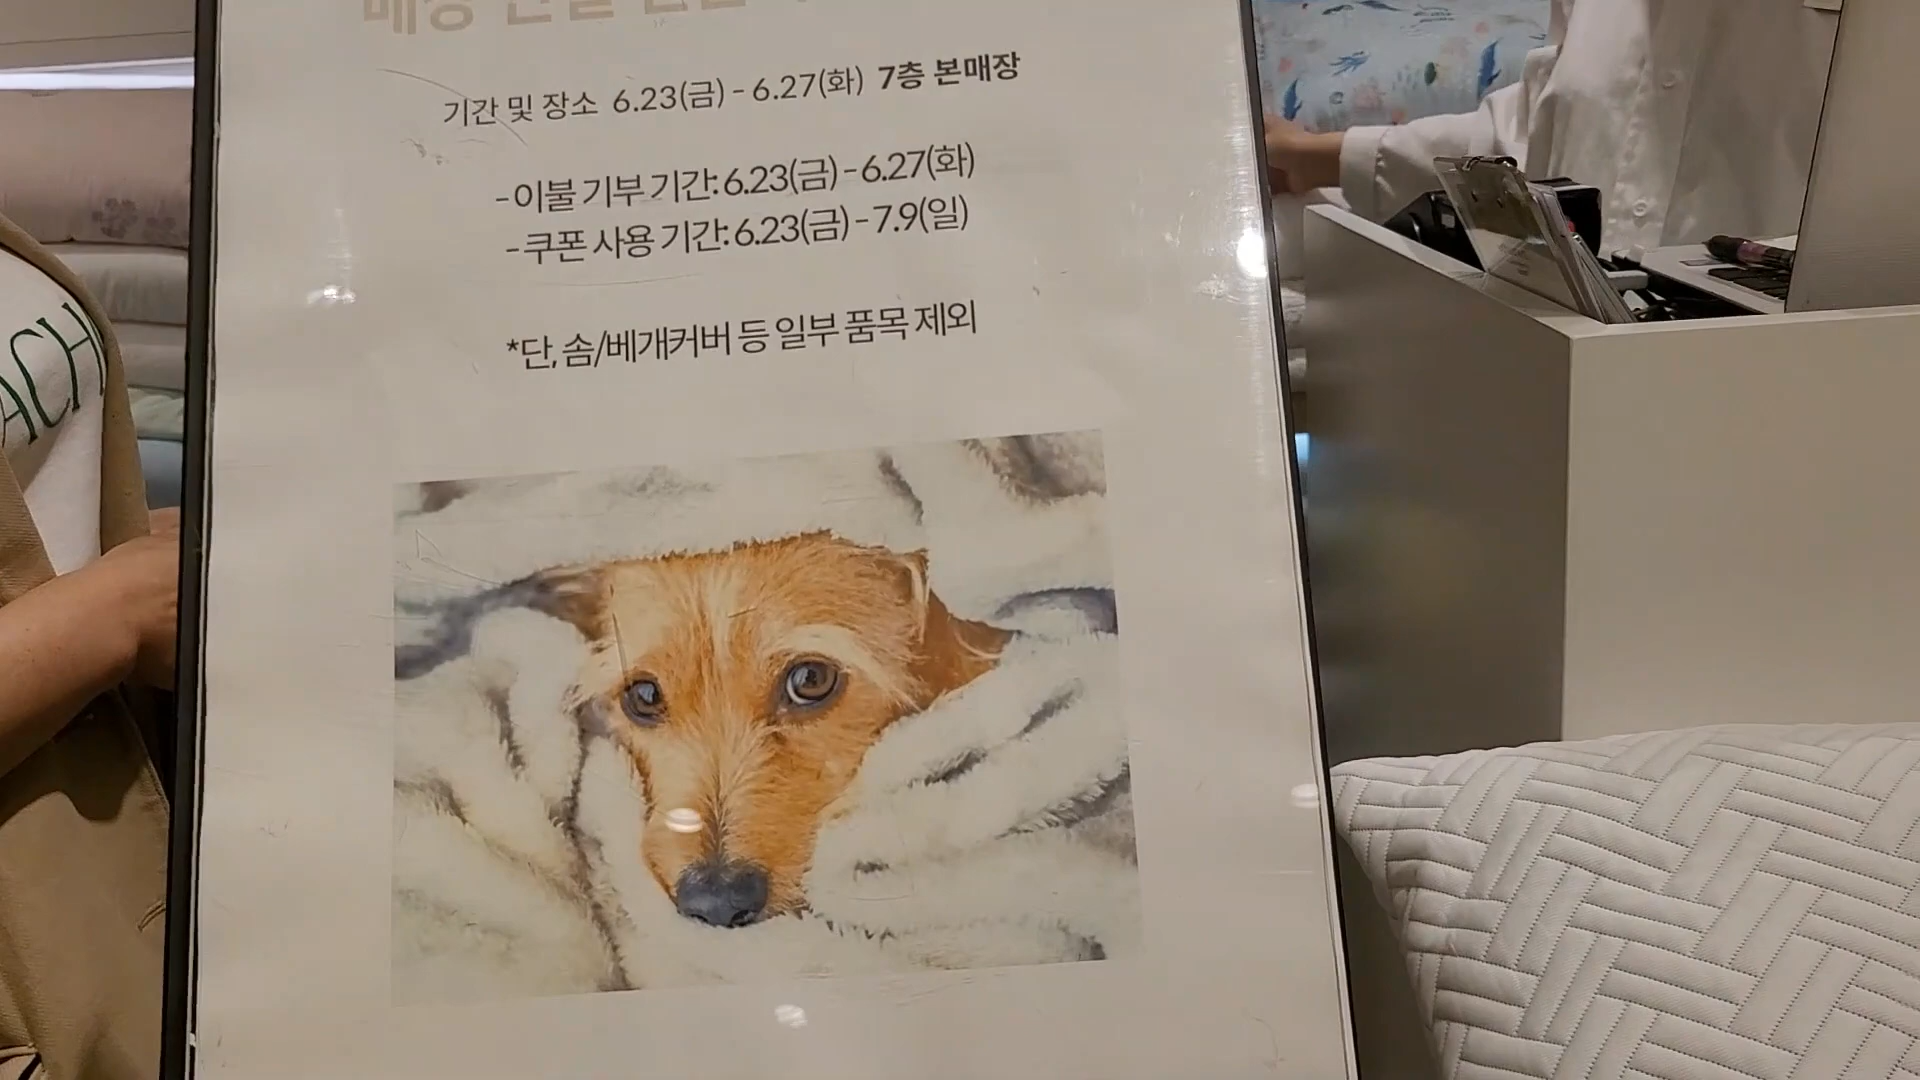 기간 및 장소 6.23(금) - 6.27(화) 7층 본매장
- 이불 기부 기간: 6.23(금) - 6.27(화)
- 쿠폰 사용 기간: 6.23(금) - 7.9(일)
*단, 솜/베개커버 등 일부 품목 제외
ACH